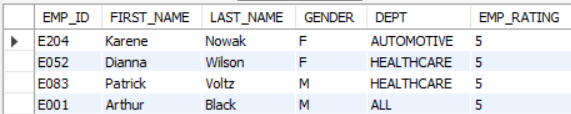 EMP_ID FIRST_NAME LAST_NAME GENDER DEPT EMP_RATING
E204 Karene Nowak F AUTOMOTIVE 5
E052 Dianna Wilson F HEALTHCARE 5
E083 Patrick Voltz M HEALTHCARE 5
E001 Arthur Black M ALL 5